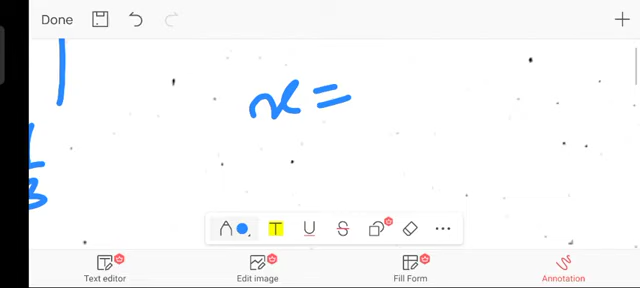 Done
x =
T U S
Text editor Edit image Fill Form Annotation